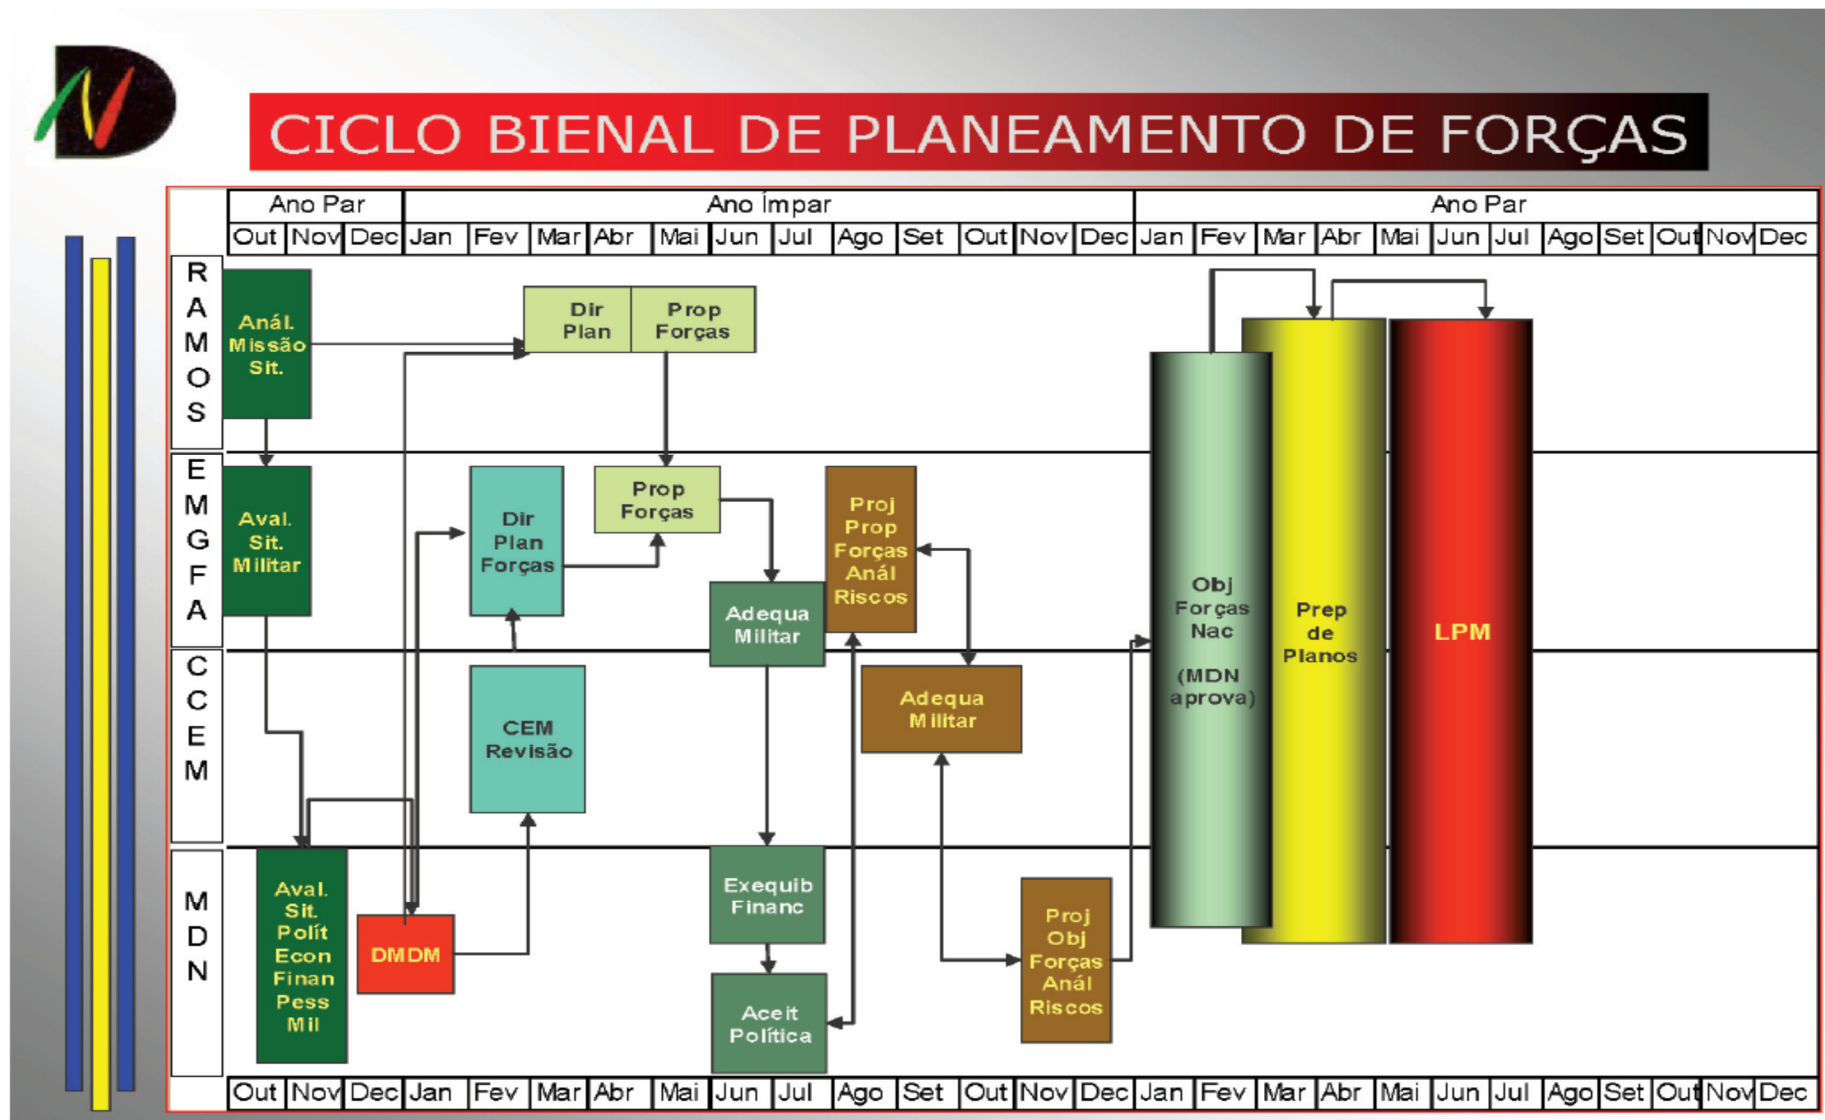 CICLO BIENAL DE PLANEAMENTO DE FORÇAS
Ano Par Ano Ímpar Ano Par
Out Nov Dec Jan Fev Mar Abr Mai Jun Jul Ago Set Out Nov Dec Jan Fev Mar Abr Mai Jun Jul Ago Set Out Nov Dec
RAMOS
Anál.
Missão
Sit.
Dir
Plan
Prop
Forças
EMGFA
Aval.
Sit.
Militar
Dir
Plan
Forças
Prop
Forças
Adequa
Militar
Proj
Prop
Forças
Anál
Riscos
CCEM
CEM
Revisão
Adequa
Militar
MDN
Aval.
Sit.
Polít
Econ
Finan
Pess
Mil
DMDM
Exequib
Financ
Aceit
Política
Proj
Obj
Forças
Anál
Riscos
Obj
Forças
Nac
(MDN
aprova)
Prep
de
Planos
LPM
Out Nov Dec Jan Fev Mar Abr Mai Jun Jul Ago Set Out Nov Dec Jan Fev Mar Abr Mai Jun Jul Ago Set Out Nov Dec